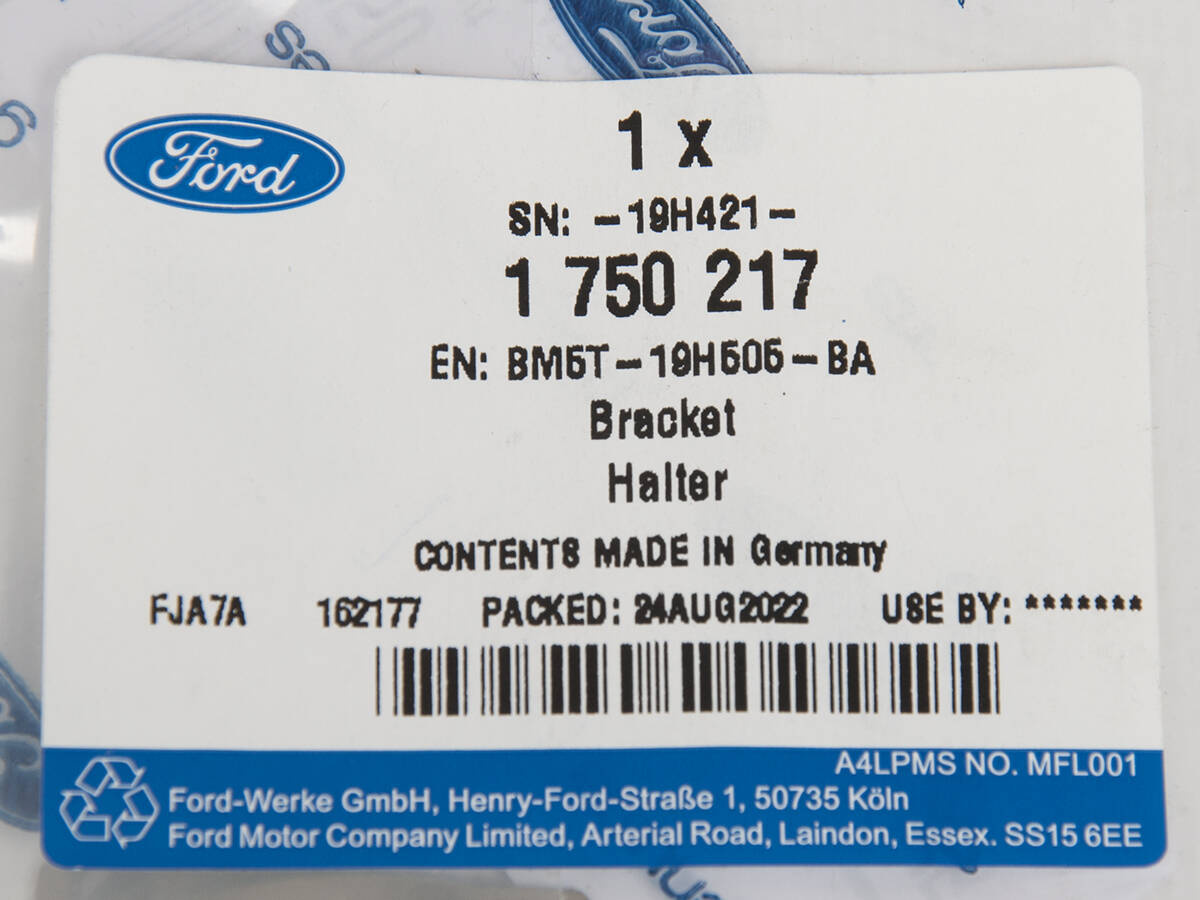 Ford
1 x
SN: -19H421-
1 750 217
EN: BM5T-19H505-BA
Bracket
Halter
CONTENTS MADE IN Germany
FJA7A 162177 PACKED: 24AUG2022 USE BY: *******
A4LPMS NO. MFL001
Ford-Werke GmbH, Henry-Ford-Straße 1, 50735 Köln
Ford Motor Company Limited, Arterial Road, Laindon, Essex. SS15 6EE